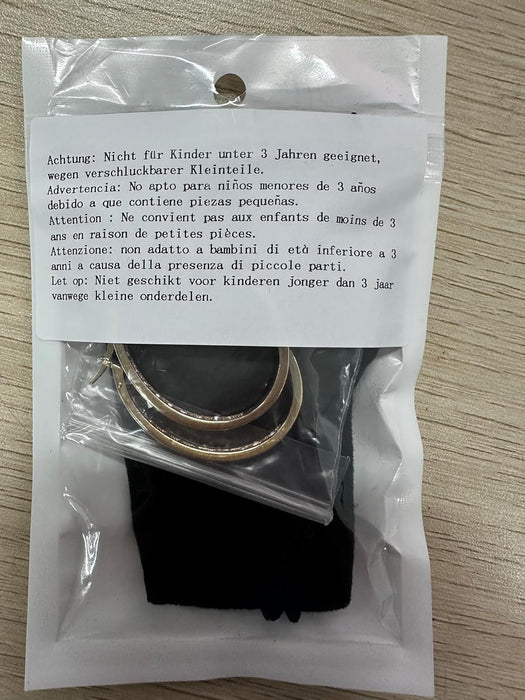 Achtung: Nicht für Kinder unter 3 Jahren geeignet,
wegen verschluckbarer Kleinteile.
Advertencia: No apto para niños menores de 3 años
debido a que contiene piezas pequeñas.
Attention : Ne convient pas aux enfants de moins de 3
ans en raison de petites pièces.
Attenzione: non adatto a bambini di età inferiore a 3
anni a causa della presenza di piccole parti.
Let op: Niet geschikt voor kinderen jonger dan 3 jaar
vanwege kleine onderdelen.